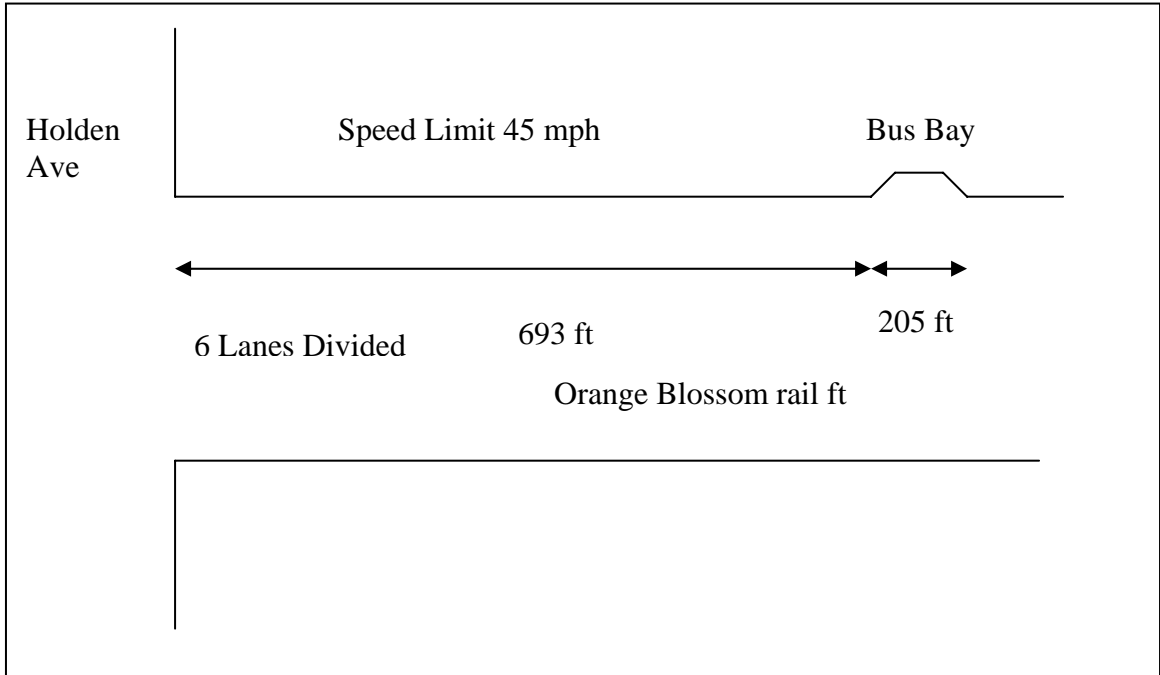 Holden
Ave
Speed Limit 45 mph
Bus Bay
693 ft
205 ft
6 Lanes Divided
Orange Blossom rail ft